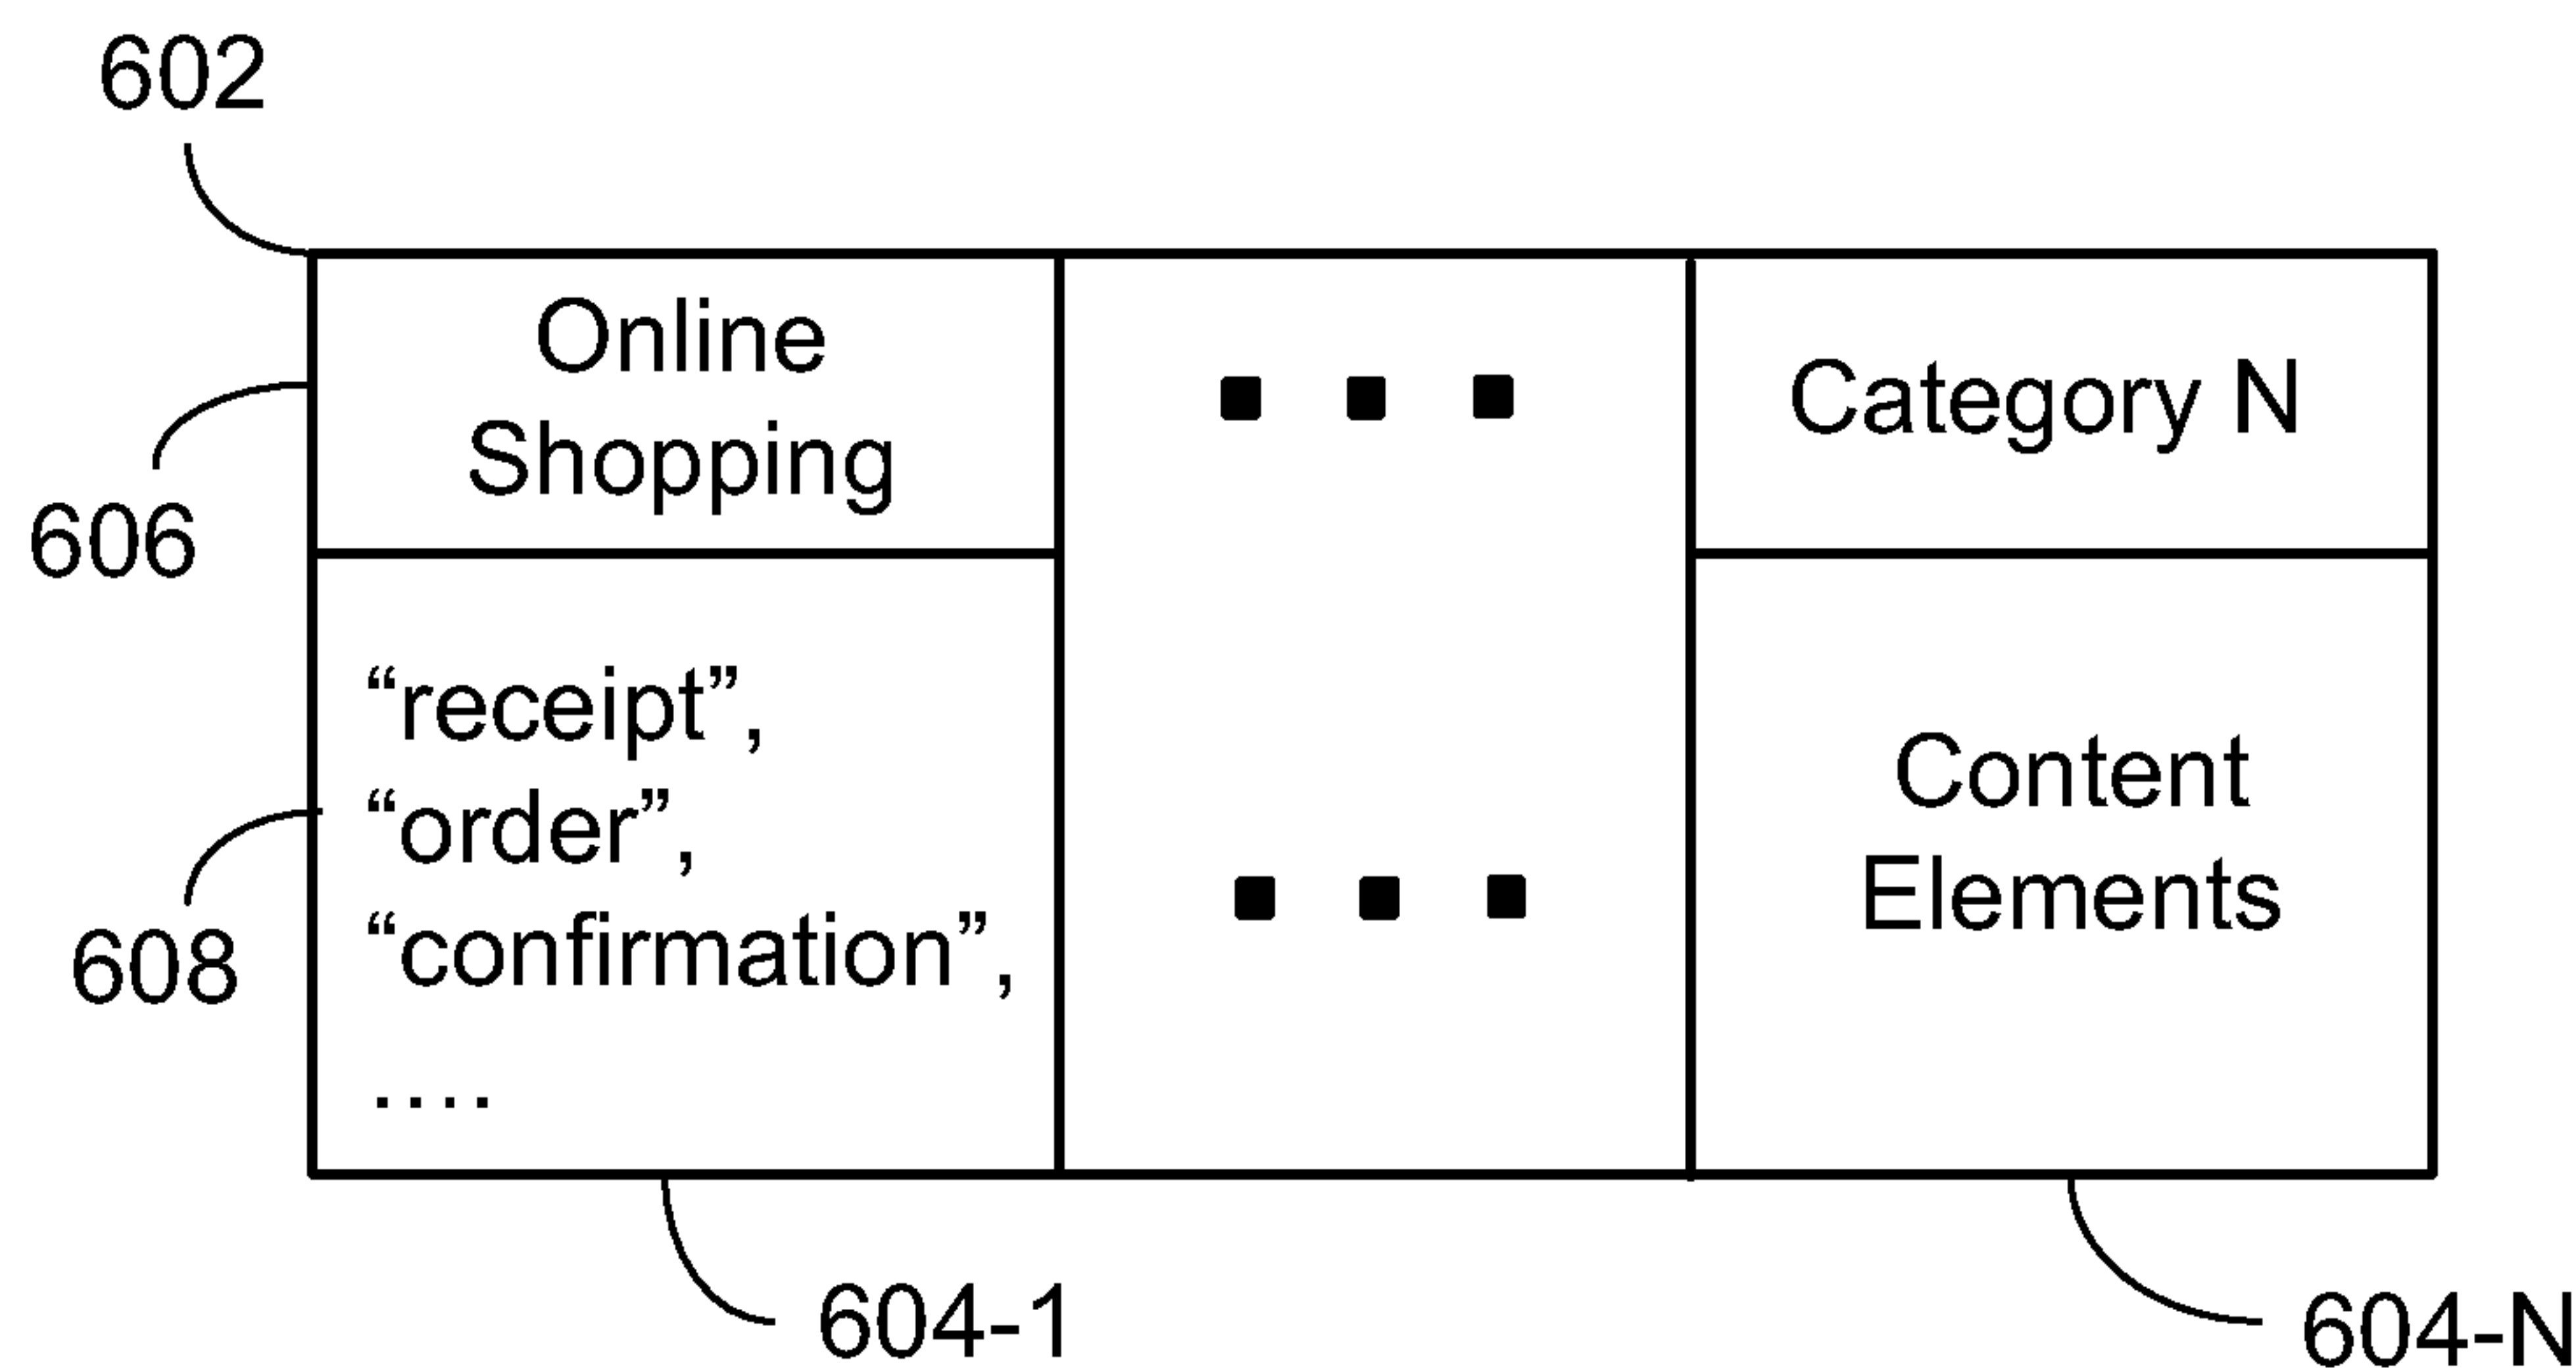 602
Online
Shopping
▪ ▪ ▪
Category N
606
“receipt”,
“order”,
“confirmation”,
....
▪ ▪ ▪
Content
Elements
608
604-1
604-N